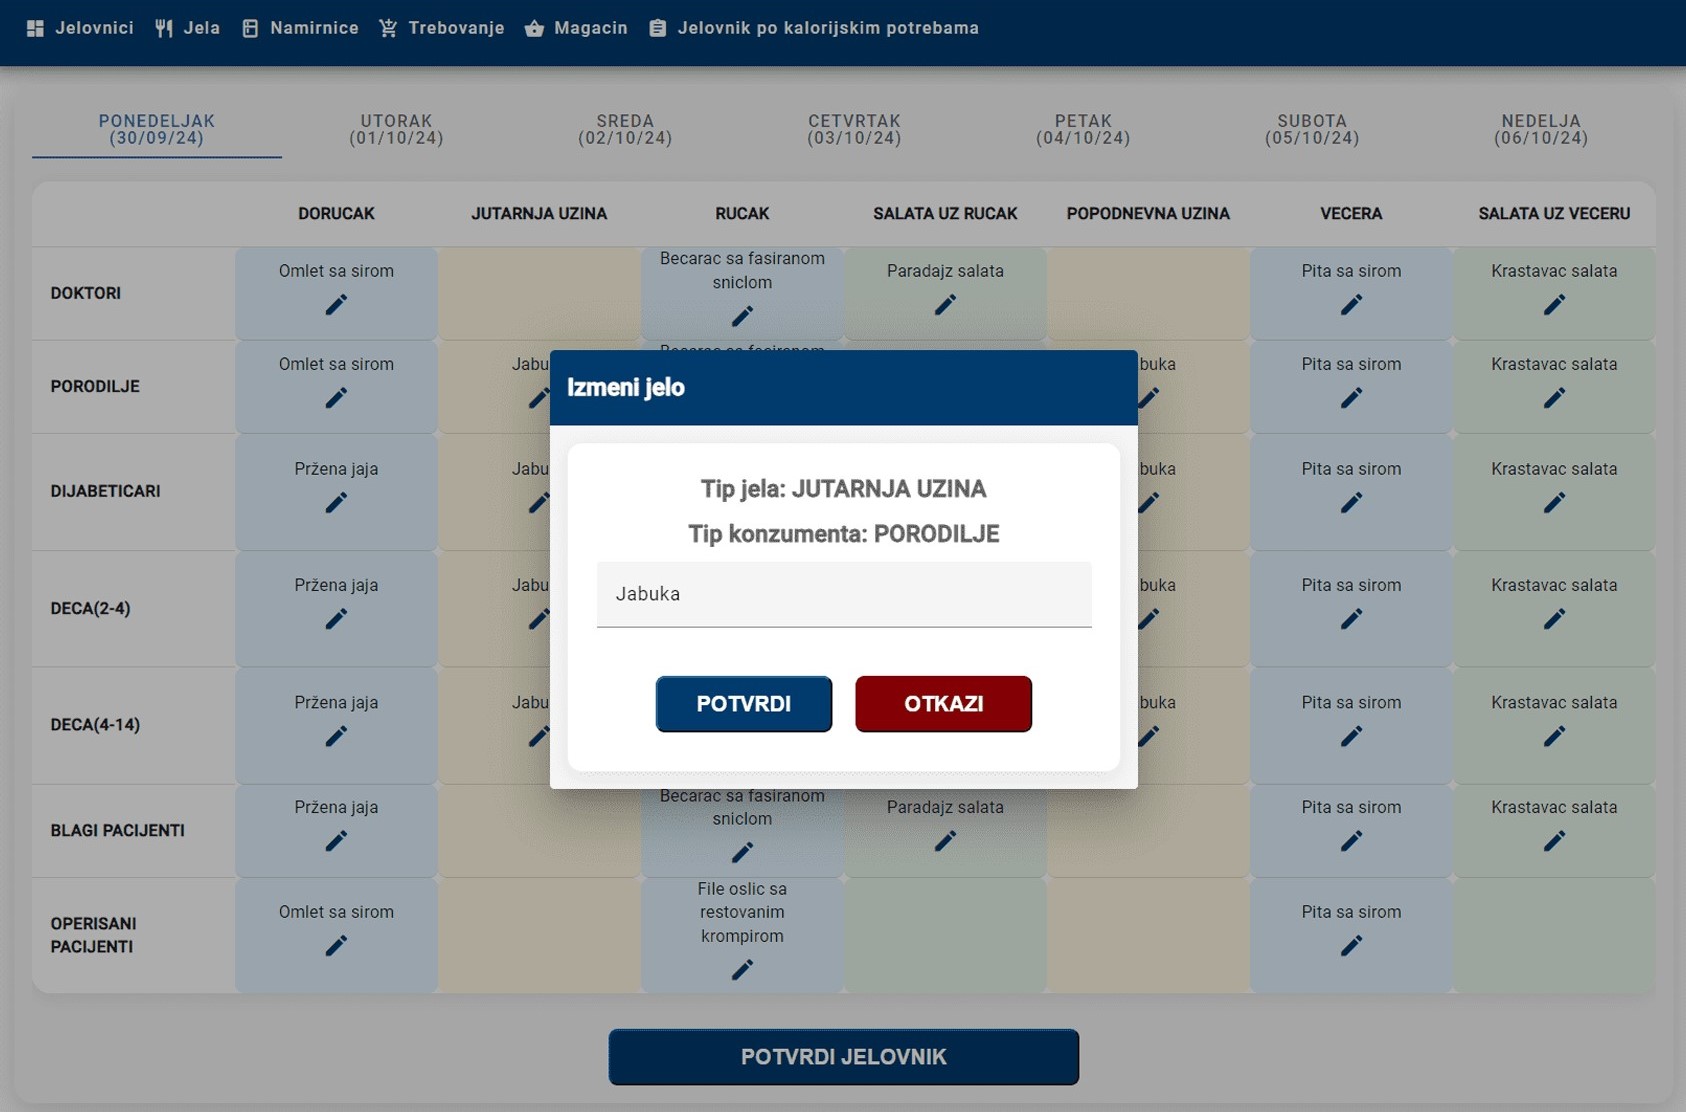 Jelovnici Jela Namirnice Trebovanje Magacin Jelovnik po kalorijskim potrebama
PONEDELJAK
(30/09/24)
UTORAK
(01/10/24)
SREDA
(02/10/24)
CETVRTAK
(03/10/24)
PETAK
(04/10/24)
SUBOTA
(05/10/24)
NEDELJA
(06/10/24)
DORUCAK JUTARNJA UZINA RUCAK SALATA UZ RUCAK POPODNEVNA UZINA VECERA SALATA UZ VECERU
DOKTORI
Omlet sa sirom
Becarac sa fasiranom
sniclom
Paradajz salata
Pita sa sirom
Krastavac salata
PORODILJE
Omlet sa sirom
Jabu
Becarac sa fasiranom
buka
Pita sa sirom
Krastavac salata
DIJABETICARI
Pržena jaja
Jabu
buka
Pita sa sirom
Krastavac salata
DECA(2-4)
Pržena jaja
Jabu
buka
Pita sa sirom
Krastavac salata
DECA(4-14)
Pržena jaja
Jabu
buka
Pita sa sirom
Krastavac salata
BLAGI PACIJENTI
Pržena jaja
Becarac sa fasiranom
sniclom
Paradajz salata
Pita sa sirom
Krastavac salata
OPERISANI
PACIJENTI
Omlet sa sirom
File oslic sa
restovanim
krompirom
Pita sa sirom
Izmeni jelo
Tip jela: JUTARNJA UZINA
Tip konzumenta: PORODILJE
Jabuka
POTVRDI
OTKAZI
POTVRDI JELOVNIK